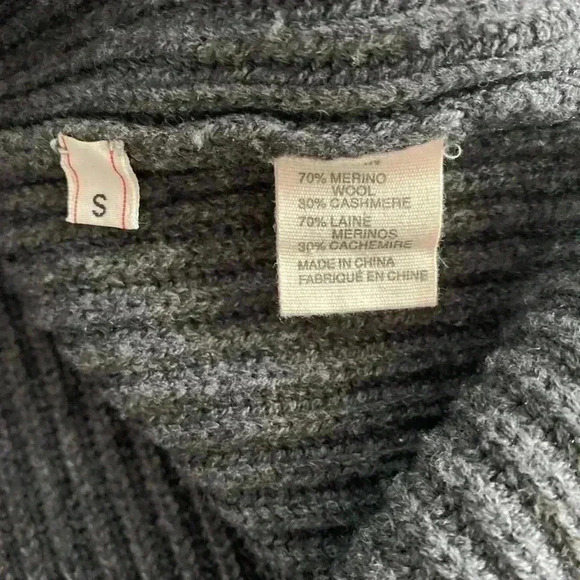 S
70% MERINO
WOOL
30% CASHMERE
70% LAINE
MERINOS
30% CACHEMIRE
MADE IN CHINA
FABRIQUÉ EN CHINE